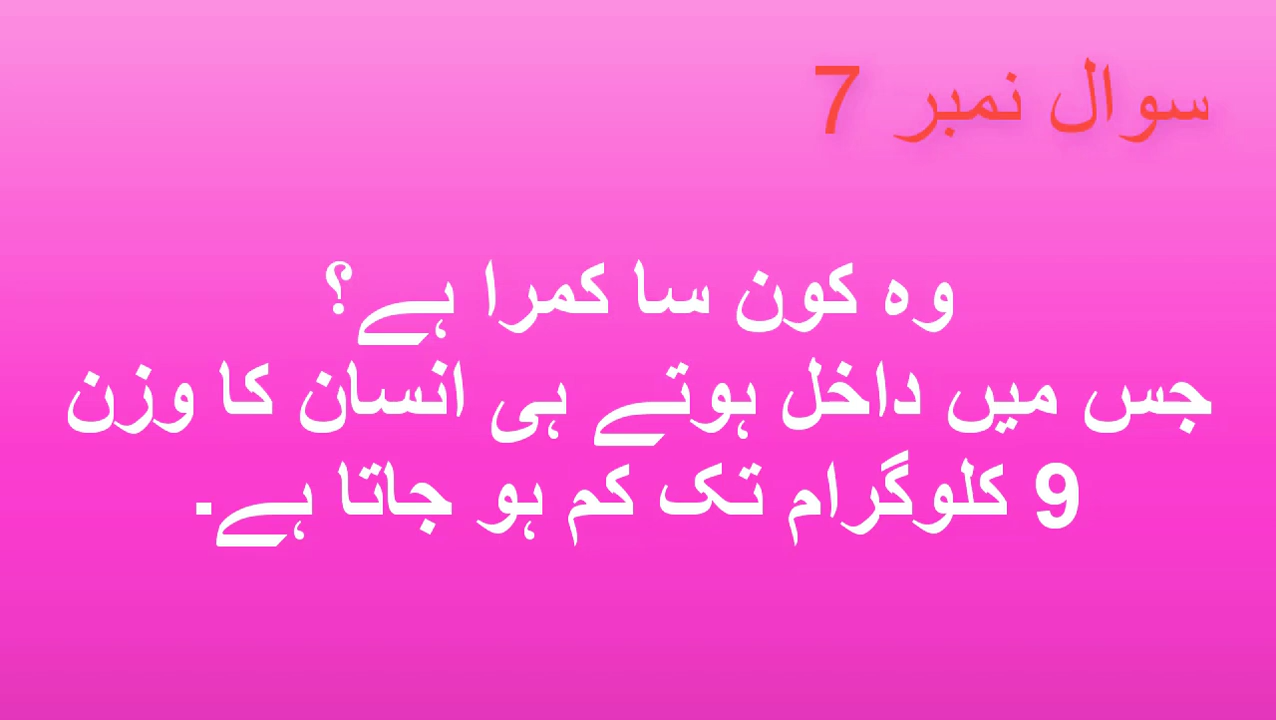 سوال نمبر 7
وہ کون سا کمرا ہے؟
جس میں داخل ہوتے ہی انسان کا وزن
9 کلوگرام تک کم ہو جاتا ہے.